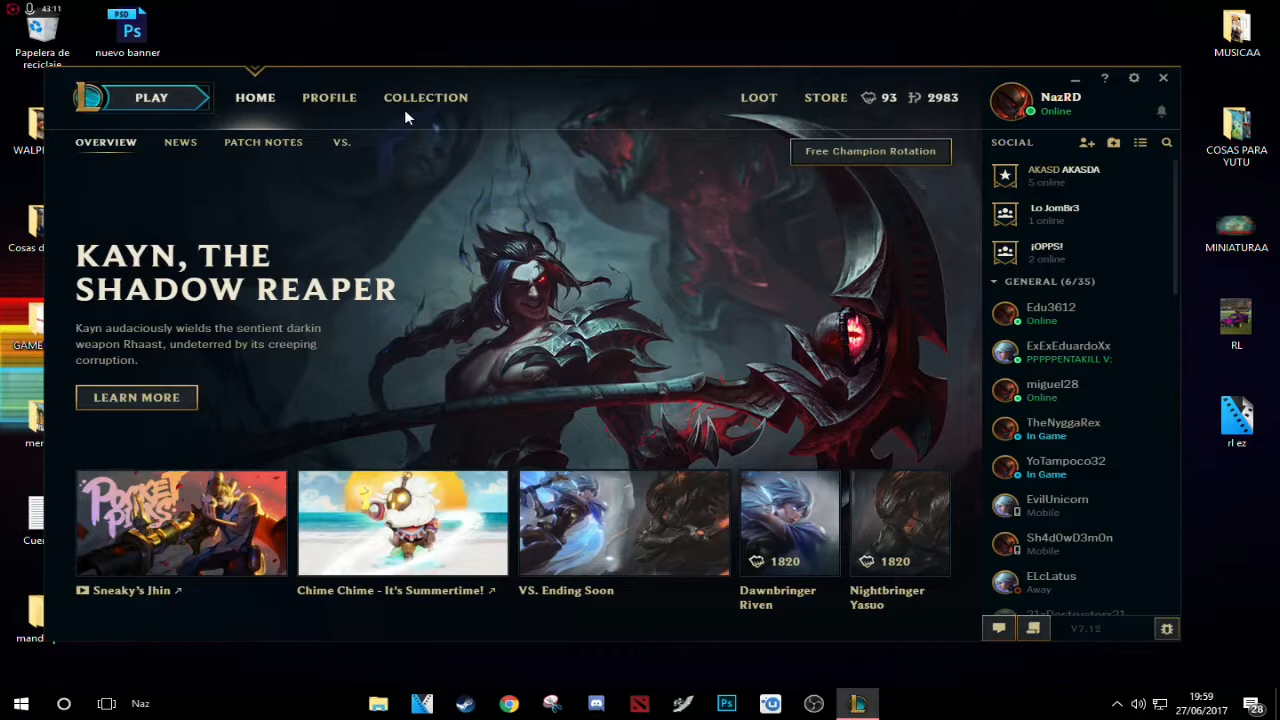 43:11
Papelera de
reciclaje
PSD
Ps
nuevo banner
MUSICAA
COSAS PARA
YUTU
MINIATURAA
RL
rl ez
WALP
Cosas d
GAME
mer
Cue
mand
PLAY
HOME
PROFILE
COLLECTION
LOOT
STORE
93
2983
?
NazRD
Online
OVERVIEW
NEWS
PATCH NOTES
VS.
Free Champion Rotation
SOCIAL
AKASD AKASDA
5 online
Lo JomBr3
1 online
¡OPPS!
2 online
GENERAL (6/35)
Edu3612
Online
ExExEduardoXx
PPPPPENTAKILL V:
miguel28
Online
TheNyggaRex
In Game
YoTampoco32
In Game
EvilUnicorn
Mobile
Sh4d0wD3m0n
Mobile
ELcLatus
Away
V7.12
KAYN, THE
SHADOW REAPER
Kayn audaciously wields the sentient darkin
weapon Rhaast, undeterred by its creeping
corruption.
LEARN MORE
POCKET
PICKS
1820
1820
Sneaky's Jhin
Chime Chime - It's Summertime!
VS. Ending Soon
Dawnbringer
Riven
Nightbringer
Yasuo
Naz
Ps
19:59
27/06/2017
28